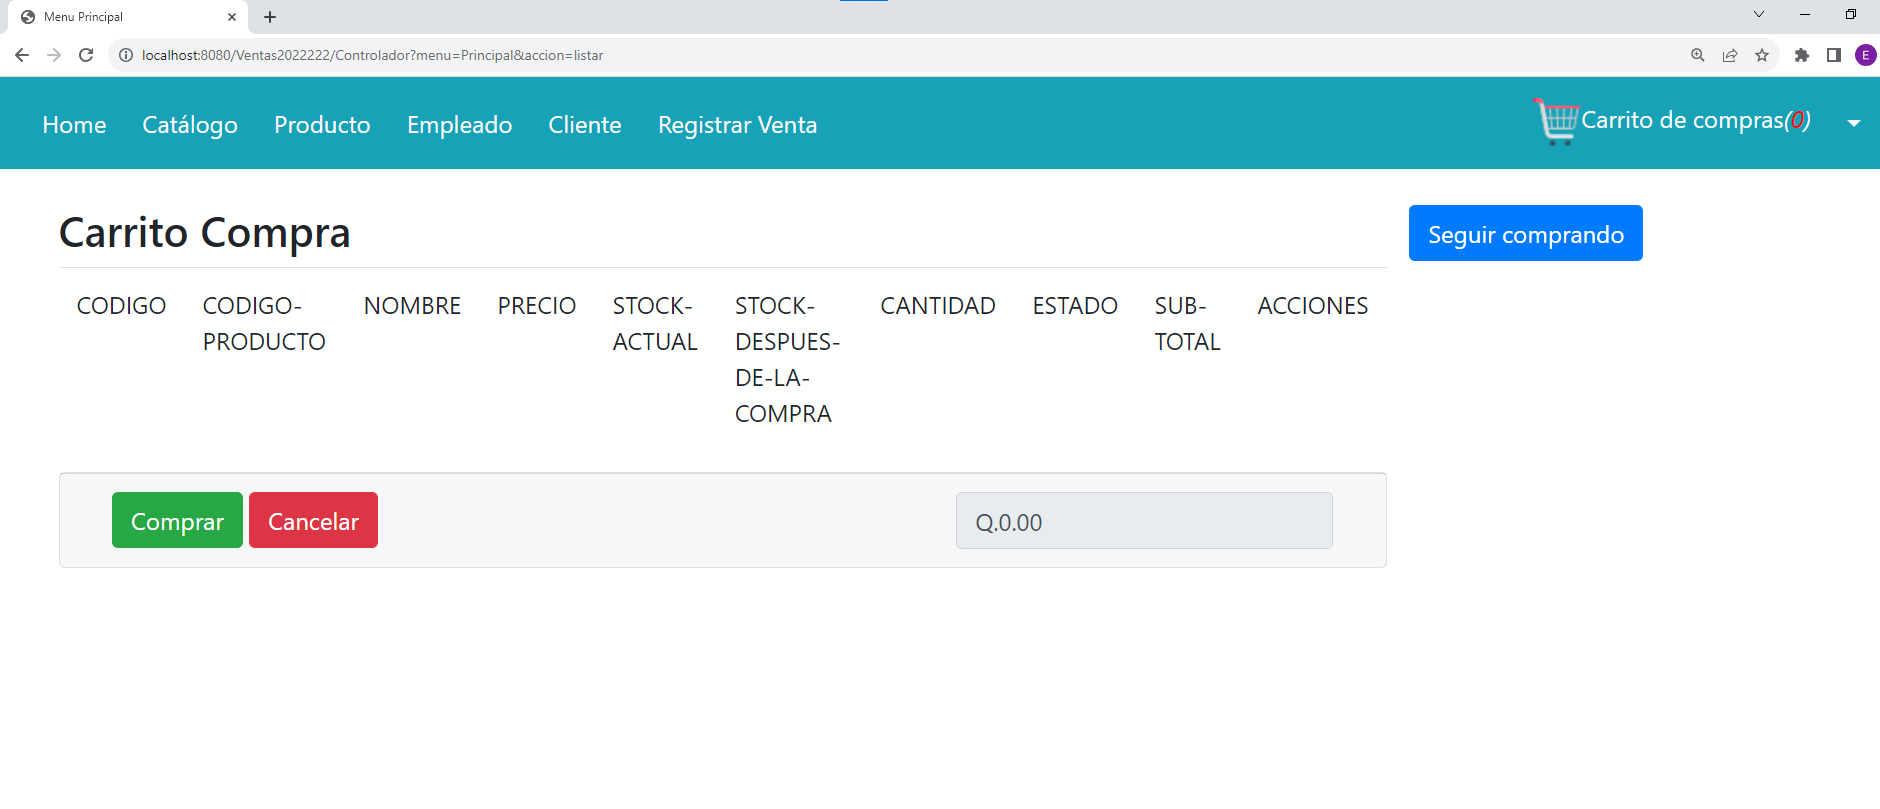 Menu Principal
localhost:8080/Ventas2022222/Controlador?menu=Principal&accion=listar
E
Home Catálogo Producto Empleado Cliente Registrar Venta Carrito de compras(0)
Carrito Compra
Seguir comprando
CODIGO CODIGO- NOMBRE PRECIO STOCK- STOCK- CANTIDAD ESTADO SUB- ACCIONES
PRODUCTO ACTUAL DESPUES- TOTAL
DE-LA-
COMPRA
Comprar Cancelar Q.0.00